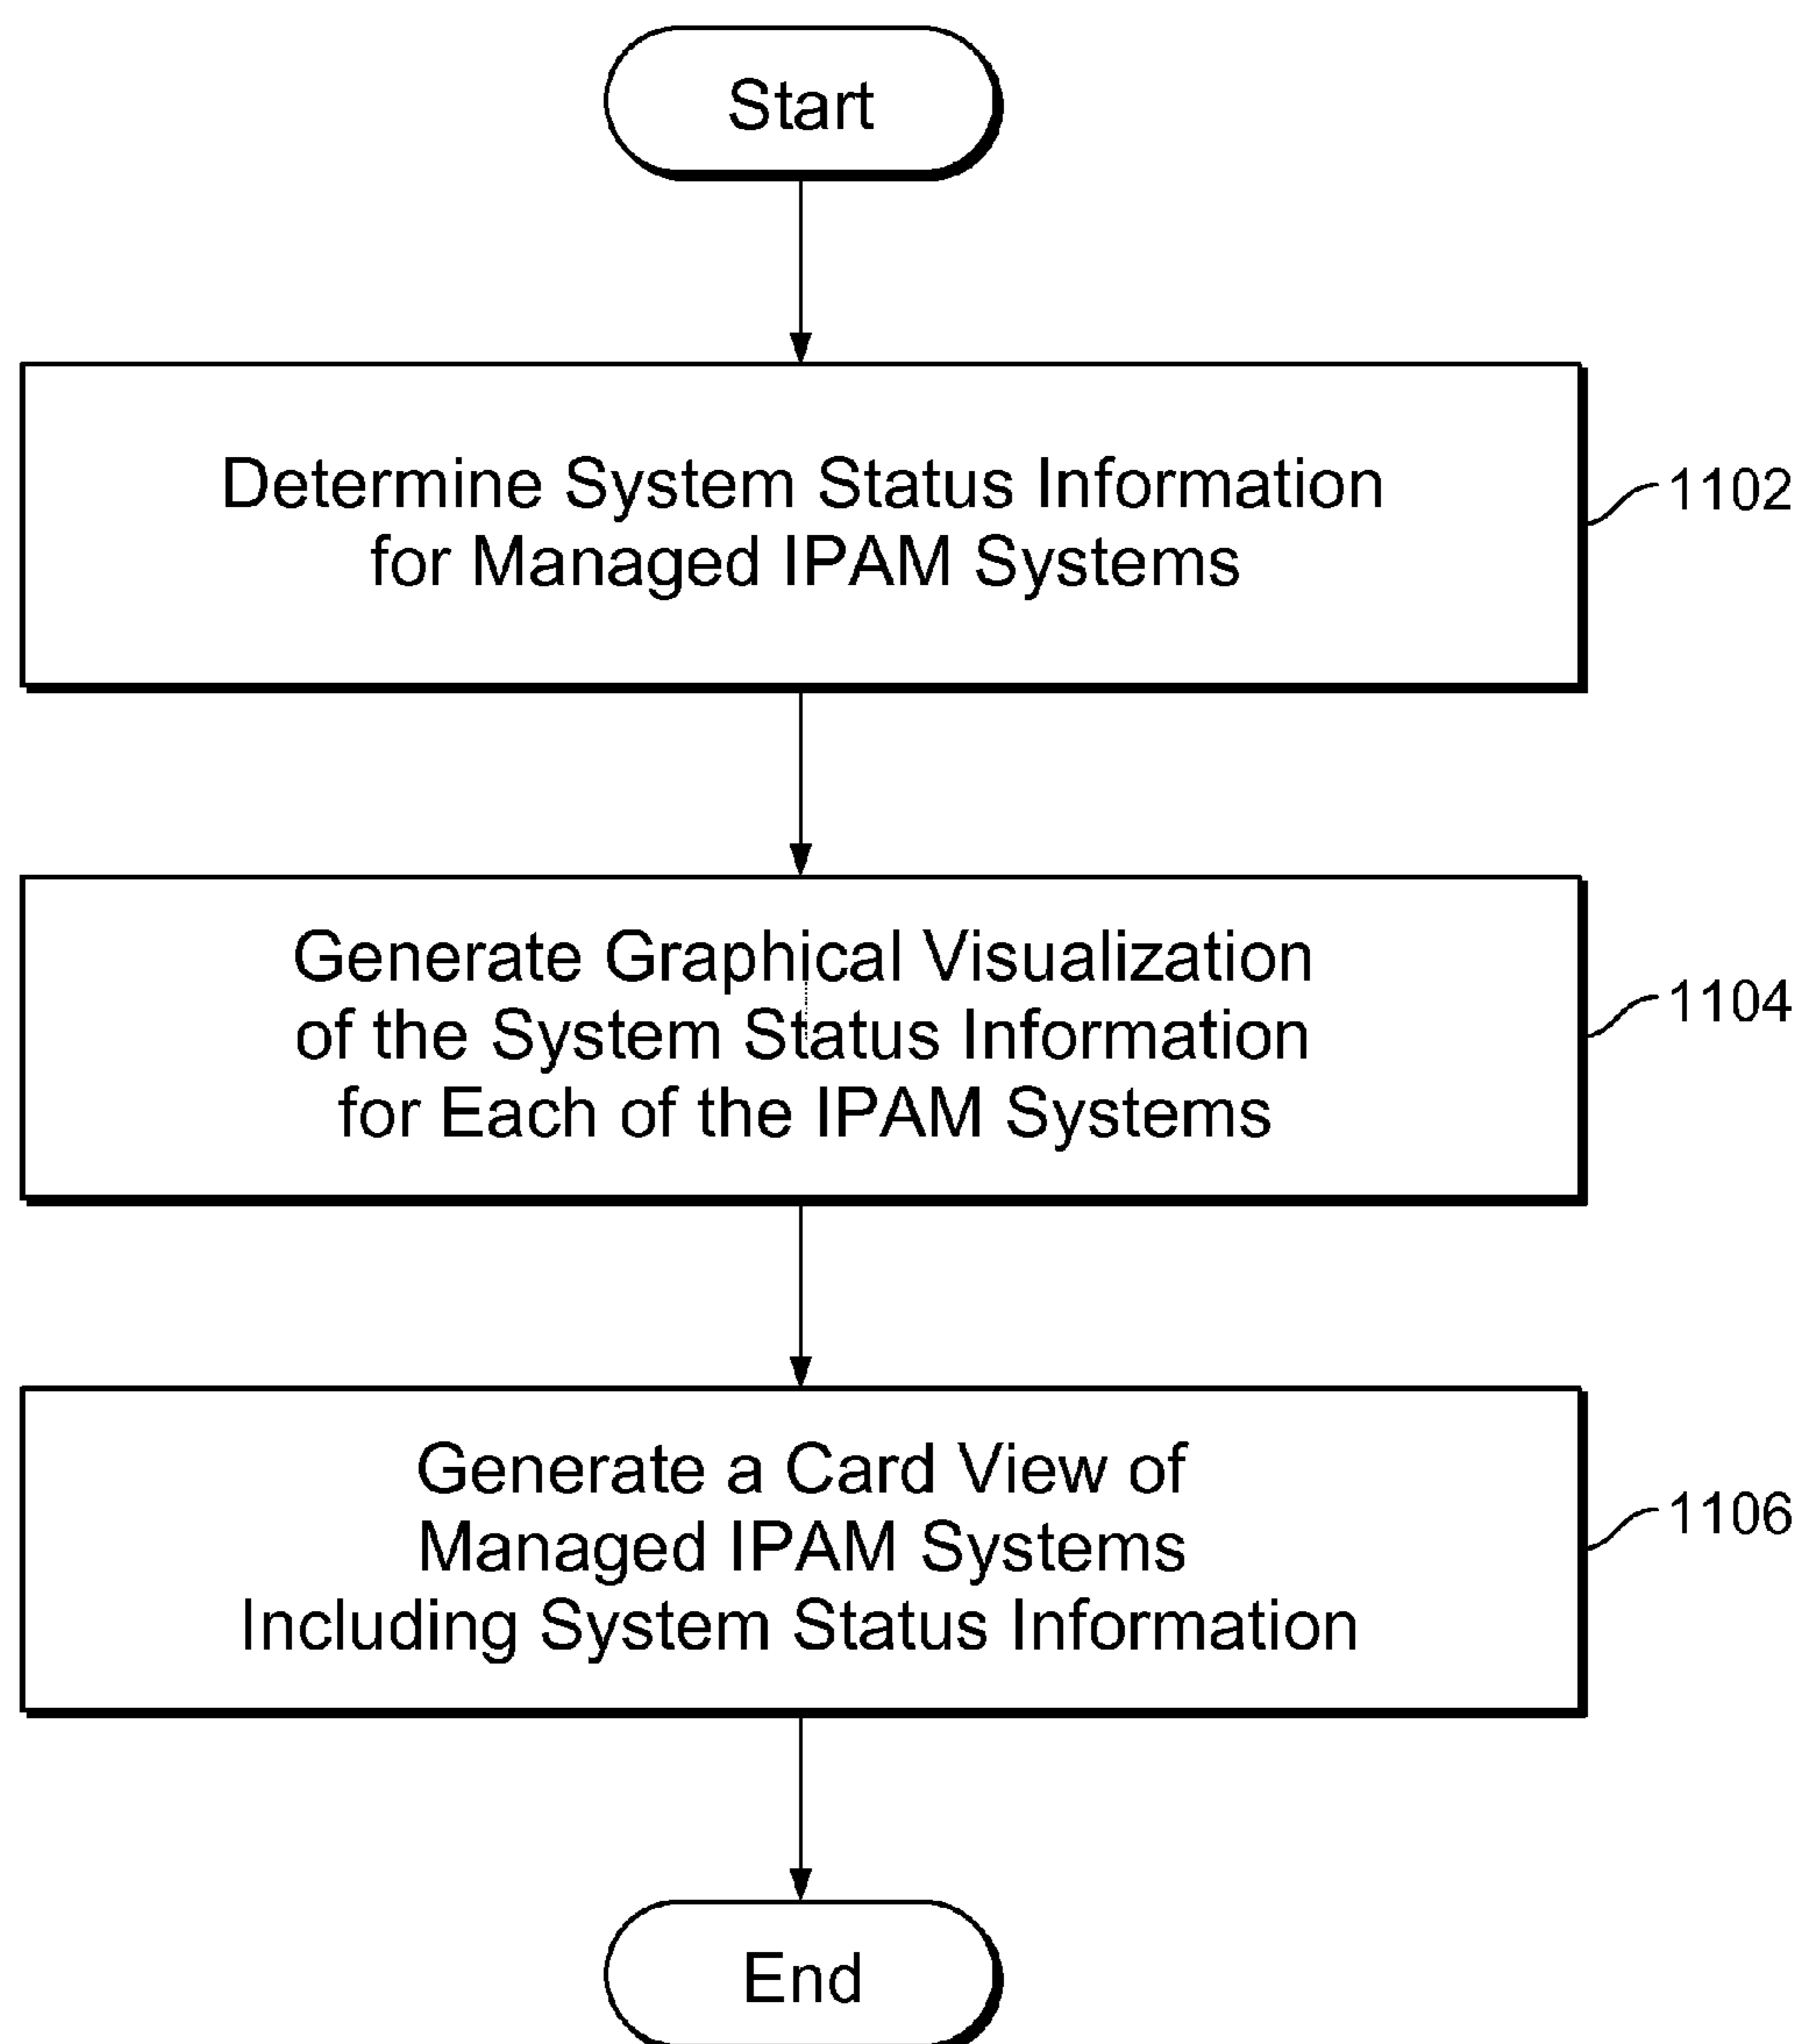 Start
Determine System Status Information
for Managed IPAM Systems
1102
Generate Graphical Visualization
of the System Status Information
for Each of the IPAM Systems
1104
Generate a Card View of
Managed IPAM Systems
Including System Status Information
1106
End